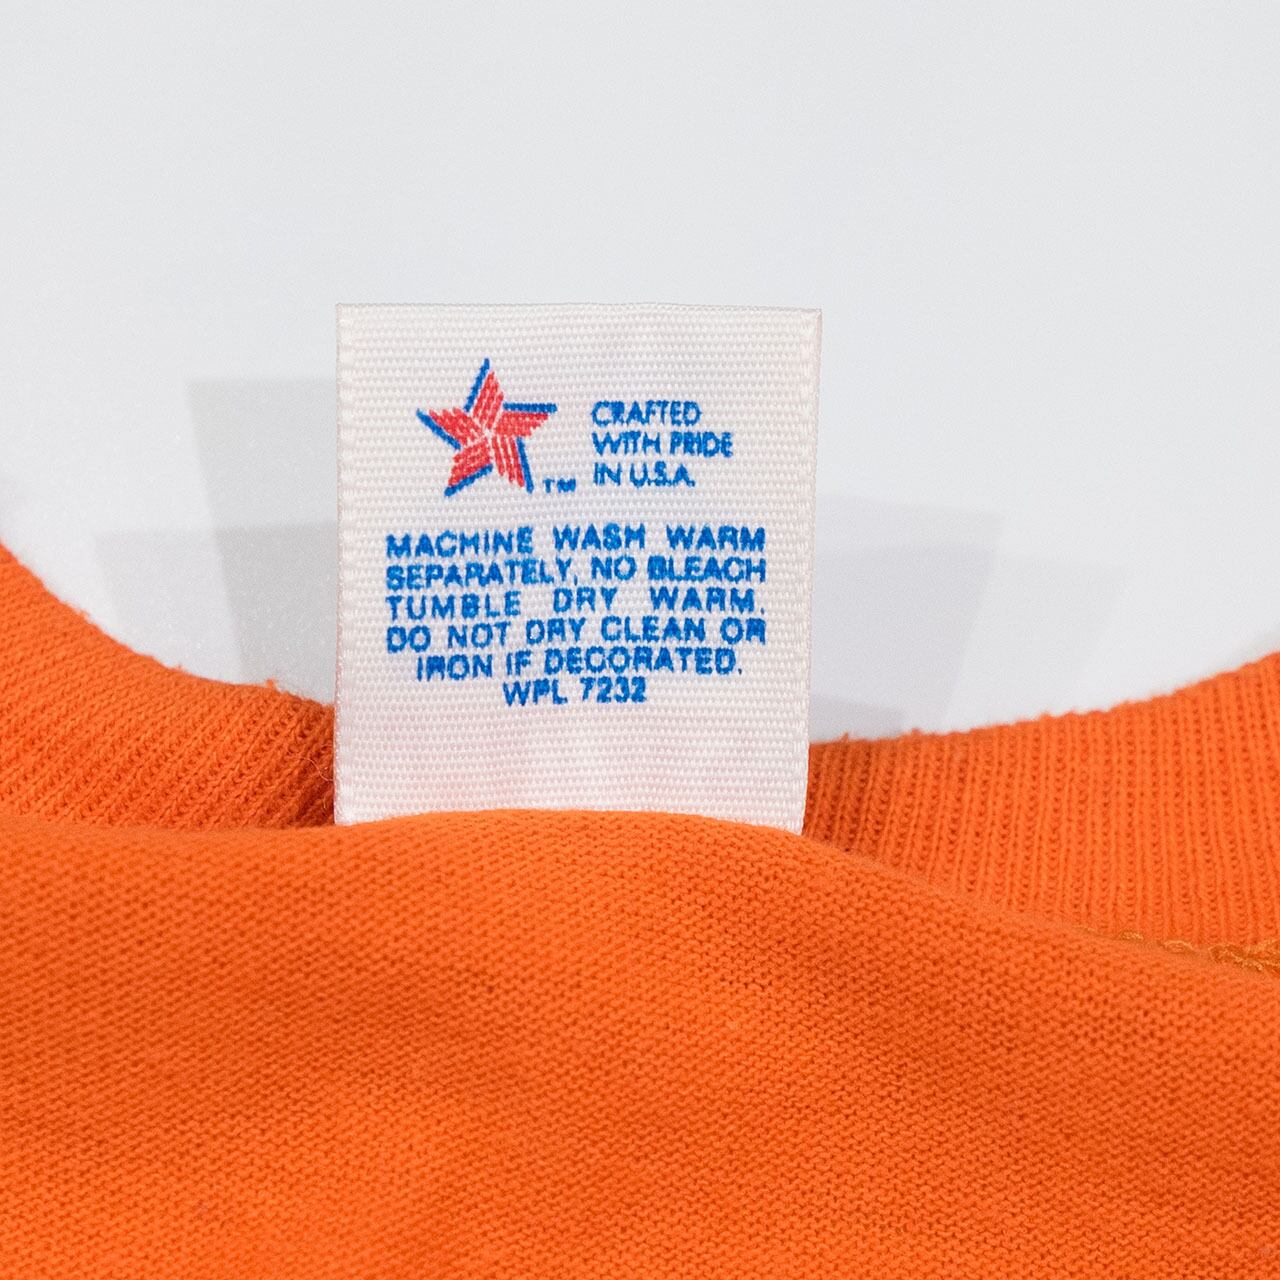 TM
CRAFTED
WITH PRIDE
IN U.S.A.
MACHINE WASH WARM
SEPARATELY, NO BLEACH
TUMBLE DRY WARM.
DO NOT DRY CLEAN OR
IRON IF DECORATED.
WPL 7232